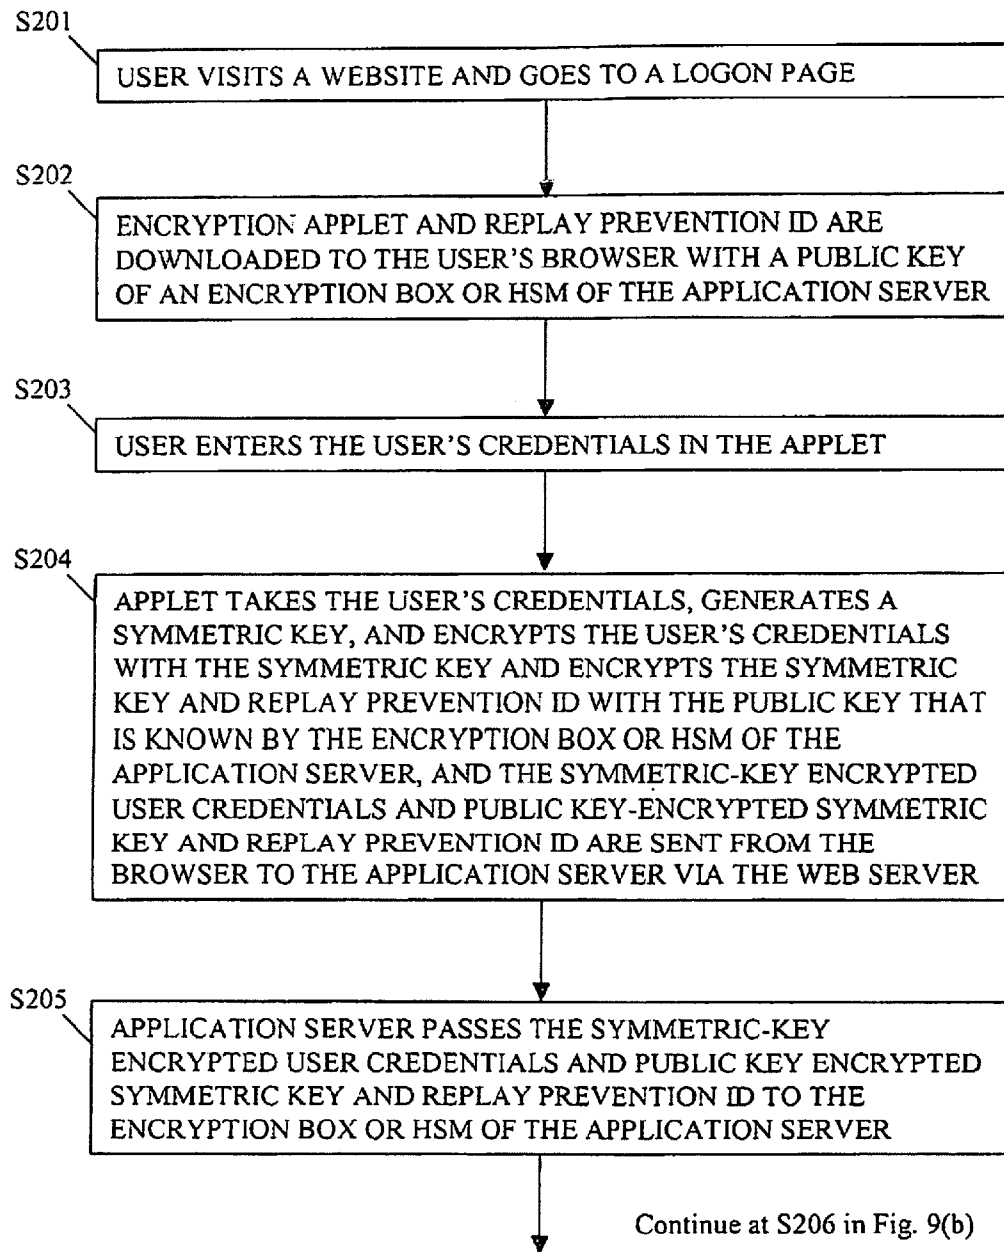 S201
USER VISITS A WEBSITE AND GOES TO A LOGON PAGE
S202
ENCRYPTION APPLET AND REPLAY PREVENTION ID ARE
DOWNLOADED TO THE USER'S BROWSER WITH A PUBLIC KEY
OF AN ENCRYPTION BOX OR HSM OF THE APPLICATION SERVER
S203
USER ENTERS THE USER'S CREDENTIALS IN THE APPLET
S204
APPLET TAKES THE USER'S CREDENTIALS, GENERATES A
SYMMETRIC KEY, AND ENCRYPTS THE USER'S CREDENTIALS
WITH THE SYMMETRIC KEY AND ENCRYPTS THE SYMMETRIC
KEY AND REPLAY PREVENTION ID WITH THE PUBLIC KEY THAT
IS KNOWN BY THE ENCRYPTION BOX OR HSM OF THE
APPLICATION SERVER, AND THE SYMMETRIC-KEY ENCRYPTED
USER CREDENTIALS AND PUBLIC KEY-ENCRYPTED SYMMETRIC
KEY AND REPLAY PREVENTION ID ARE SENT FROM THE
BROWSER TO THE APPLICATION SERVER VIA THE WEB SERVER
S205
APPLICATION SERVER PASSES THE SYMMETRIC-KEY
ENCRYPTED USER CREDENTIALS AND PUBLIC KEY ENCRYPTED
SYMMETRIC KEY AND REPLAY PREVENTION ID TO THE
ENCRYPTION BOX OR HSM OF THE APPLICATION SERVER
Continue at S206 in Fig. 9(b)